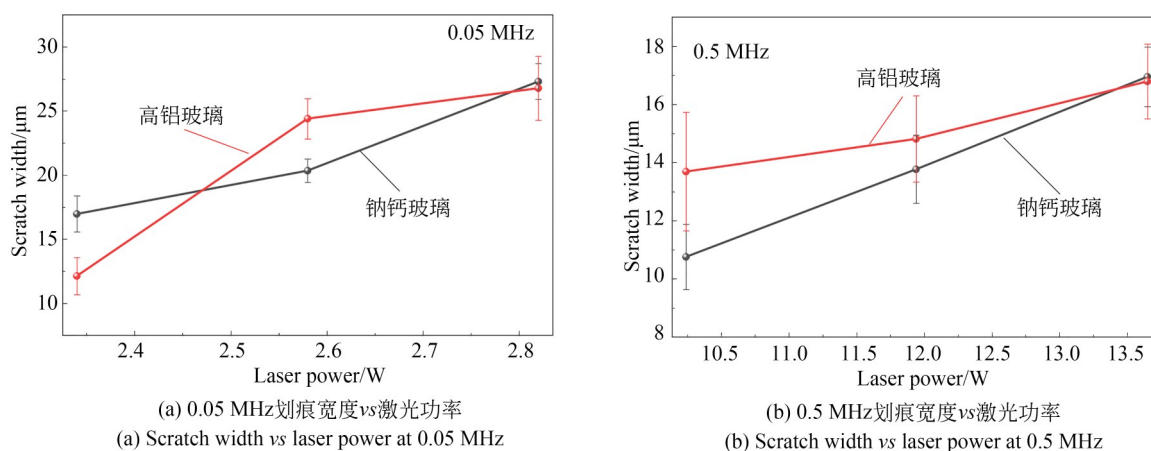 0.05 MHz
30
25
20
15
10
Scratch width/μm
高铝玻璃
钠钙玻璃
2.4 2.5 2.6 2.7 2.8
Laser power/W
(a) 0.05 MHz划痕宽度vs激光功率
(a) Scratch width vs laser power at 0.05 MHz
0.5 MHz
18
16
14
12
10
8
Scratch width/μm
高铝玻璃
钠钙玻璃
10.5 11.0 11.5 12.0 12.5 13.0 13.5
Laser power/W
(b) 0.5 MHz划痕宽度vs激光功率
(b) Scratch width vs laser power at 0.5 MHz